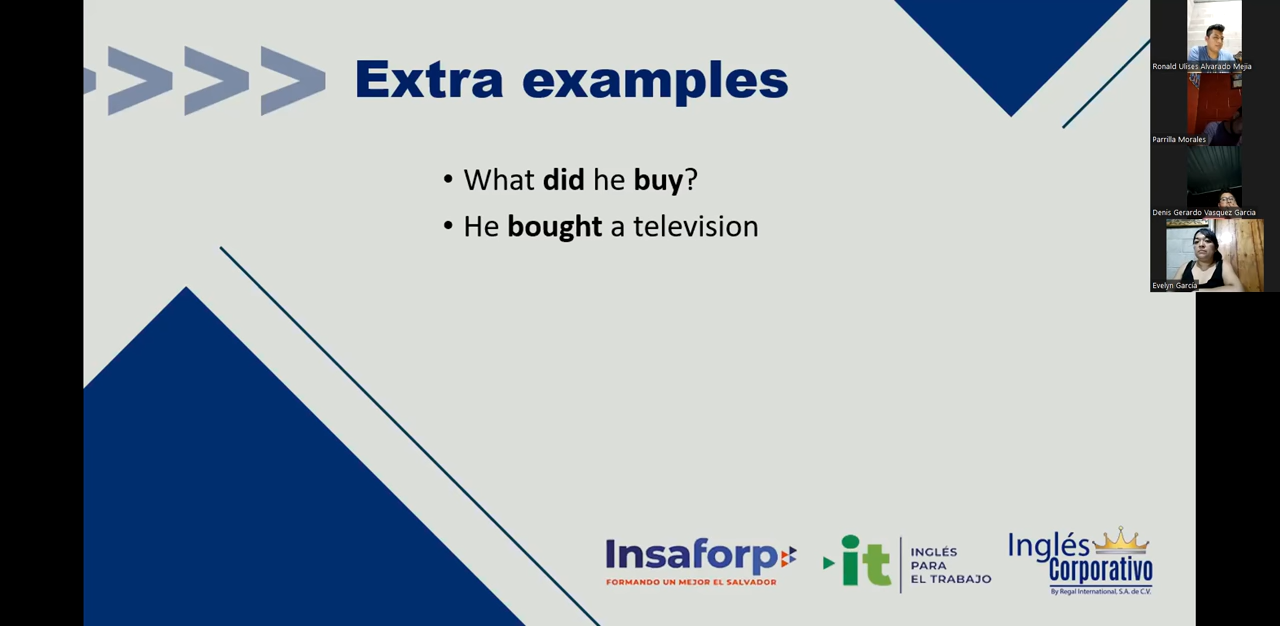 Extra examples
• What did he buy?
• He bought a television
Insaforp
FORMANDO UN MEJOR EL SALVADOR
it
INGLÉS
PARA
EL TRABAJO
Inglés
Corporativo
By Regal International, S.A. de C.V.
Ronald Ulises Alvarado Mejia
Parrilla Morales
Denis Gerardo Vasquez Garcia
Evelyn García